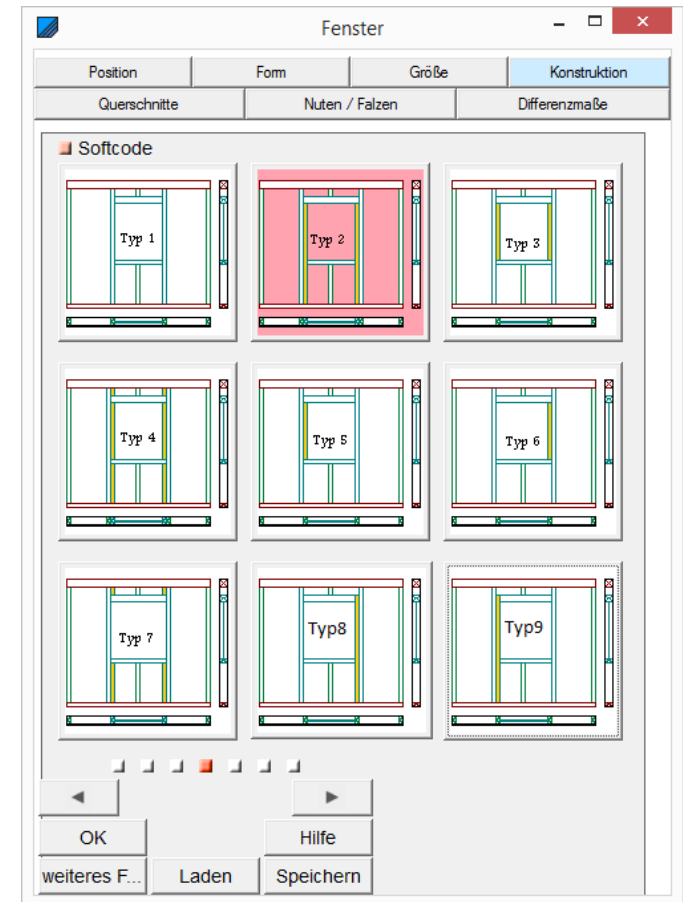 Fenster
Position Form Größe Konstruktion
Querschnitte Nuten / Falzen Differenzmaße
Softcode
Typ 1 Typ 2 Typ 3
Typ 4 Typ 5 Typ 6
Typ 7 Typ8 Typ9
OK Hilfe
weiteres F... Laden Speichern